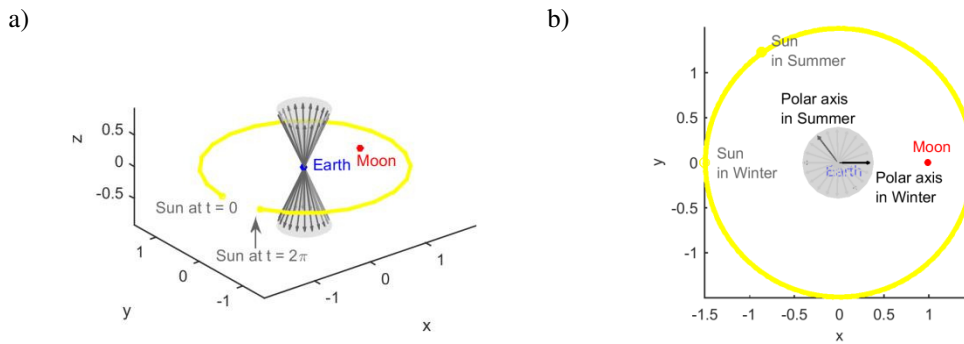 a)
z
0.5
0
-0.5
Earth
Moon
Sun at t = 0
Sun at t = 2π
1
0
-1
y
-1
0
1
x
b)
Sun
in Summer
Polar axis
in Summer
Moon
Sun
in Winter
Earth
Polar axis
in Winter
y
1
0.5
0
-0.5
-1
-1.5
-1
-0.5
0
0.5
1
x